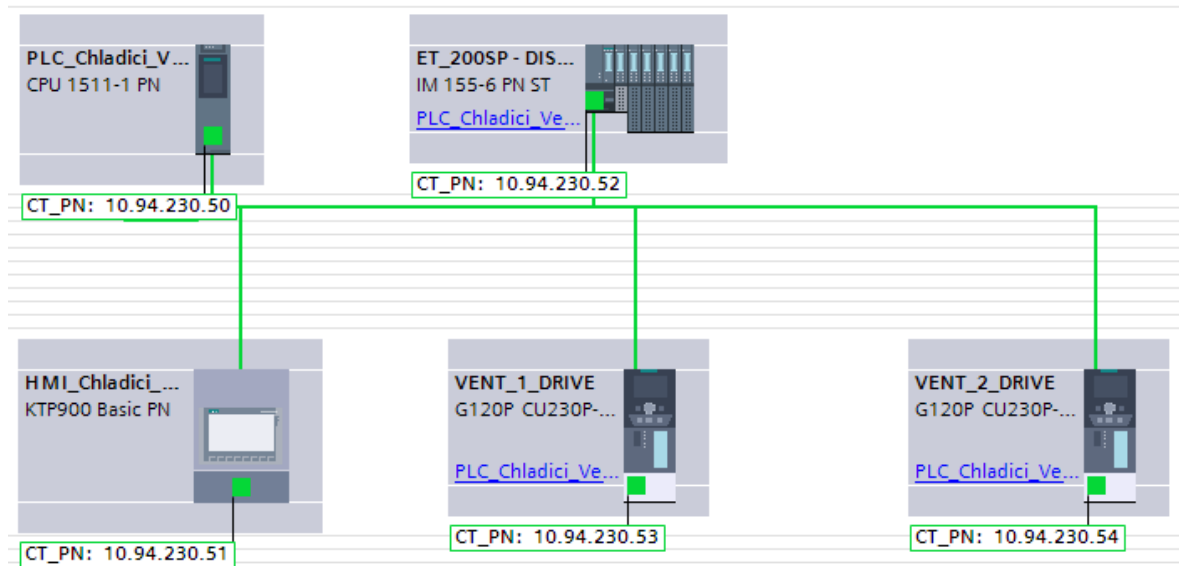 PLC_Chladici_V...
CPU 1511-1 PN
CT_PN: 10.94.230.50
ET_200SP - DIS...
IM 155-6 PN ST
PLC_Chladici_Ve...
CT_PN: 10.94.230.52
HMI_Chladici_...
KTP900 Basic PN
CT_PN: 10.94.230.51
VENT_1_DRIVE
G120P CU230P-...
PLC_Chladici_Ve...
CT_PN: 10.94.230.53
VENT_2_DRIVE
G120P CU230P-...
PLC_Chladici_Ve...
CT_PN: 10.94.230.54